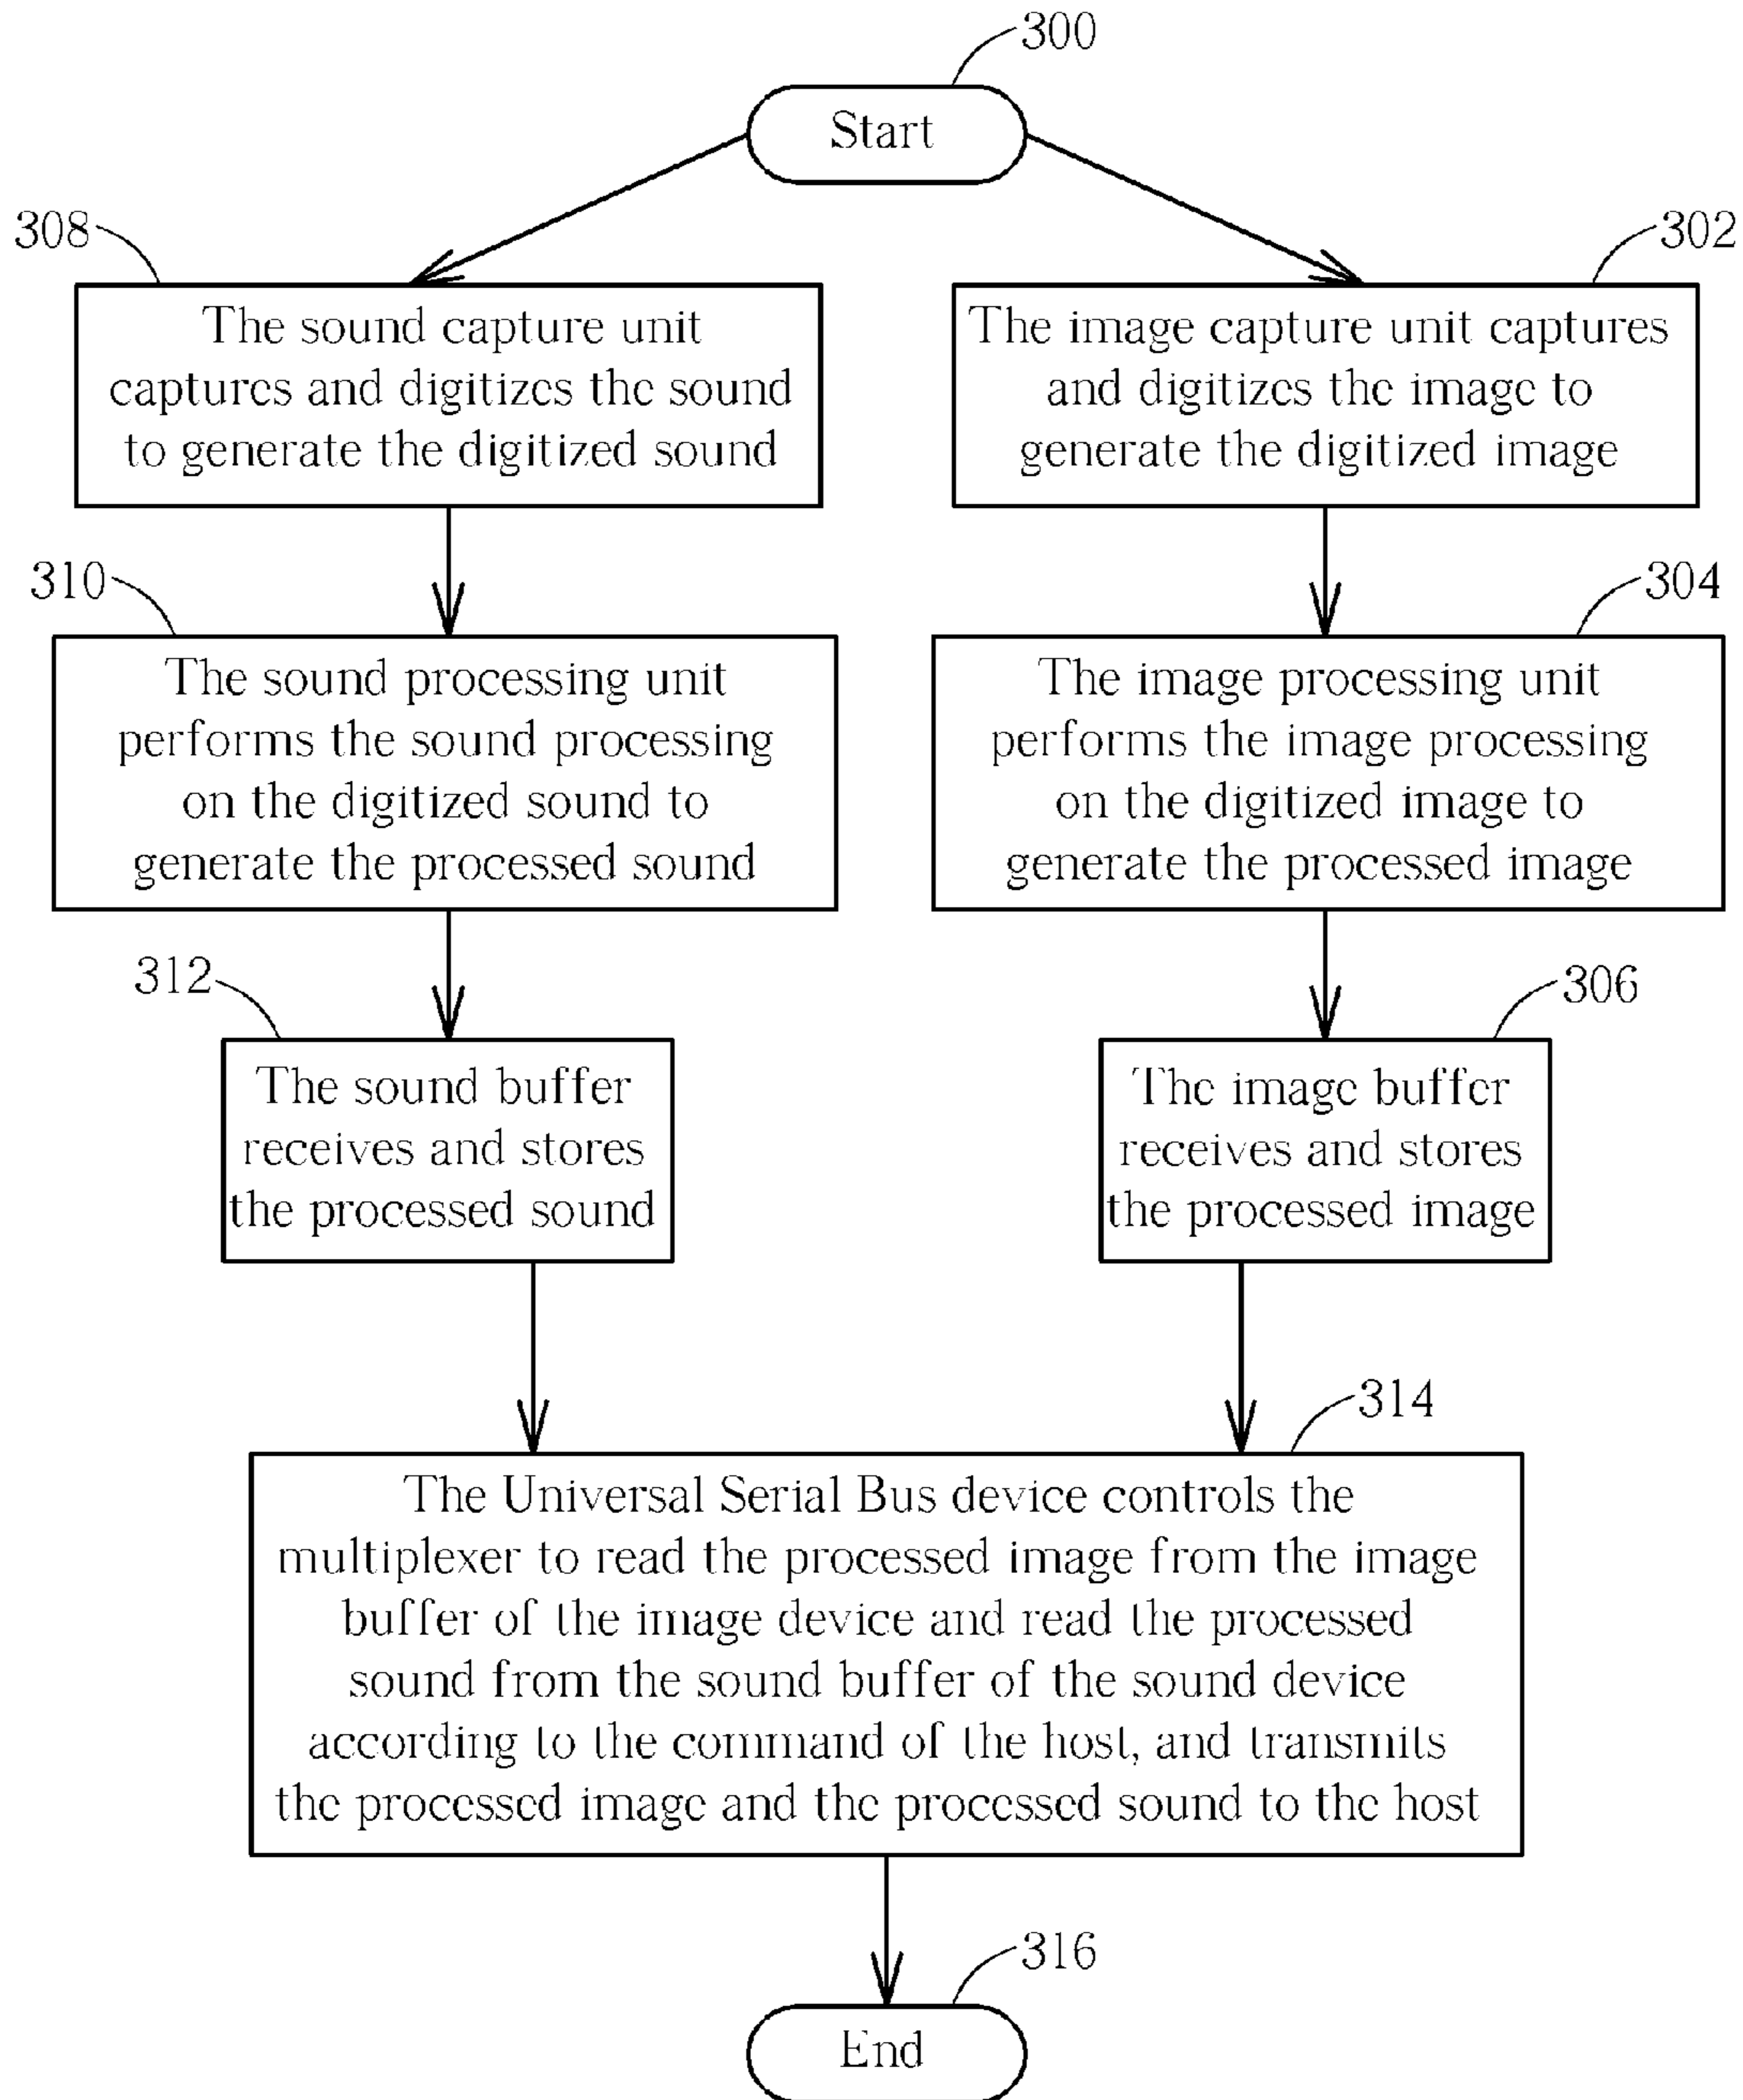 300
Start
308
302
The sound capture unit
captures and digitizes the sound
to generate the digitized sound
The image capture unit captures
and digitizes the image to
generate the digitized image
310
304
The sound processing unit
performs the sound processing
on the digitized sound to
generate the processed sound
The image processing unit
performs the image processing
on the digitized image to
generate the processed image
312
306
The sound buffer
receives and stores
the processed sound
The image buffer
receives and stores
the processed image
314
The Universal Serial Bus device controls the
multiplexer to read the processed image from the image
buffer of the image device and read the processed
sound from the sound buffer of the sound device
according to the command of the host, and transmits
the processed image and the processed sound to the host
316
End